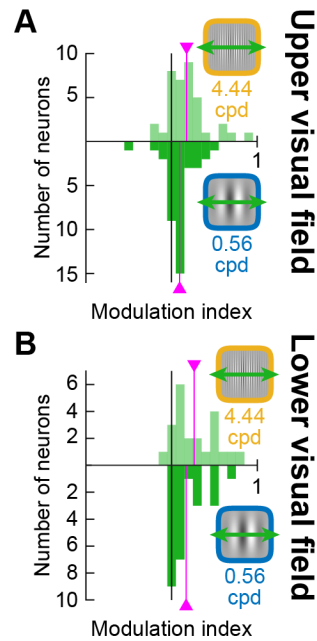 A
Upper visual field
10
5
5
10
15
Number of neurons
4.44
cpd
1
0.56
cpd
Modulation index
B
Lower visual field
6
4
2
2
4
6
8
10
Number of neurons
4.44
cpd
1
0.56
cpd
Modulation index